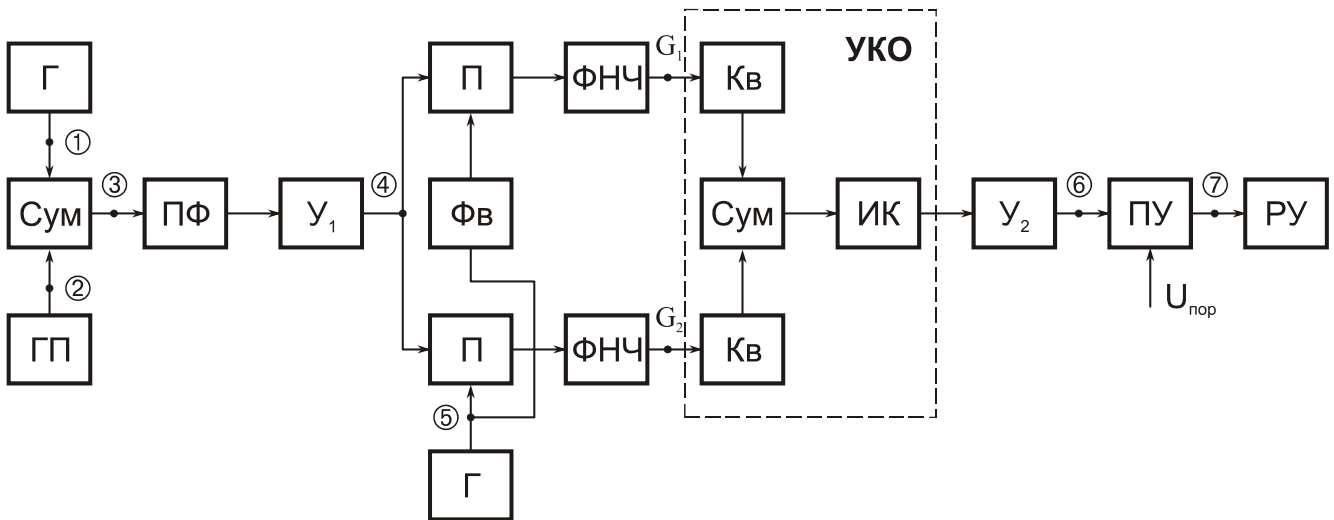 Г
П
ФНЧ
G1
Кв
УКО
①
③
④
⑥
⑦
Сум
ПФ
У1
Фв
Сум
ИК
У2
ПУ
РУ
②
Uпор
ГП
П
ФНЧ
G2
Кв
⑤
Г